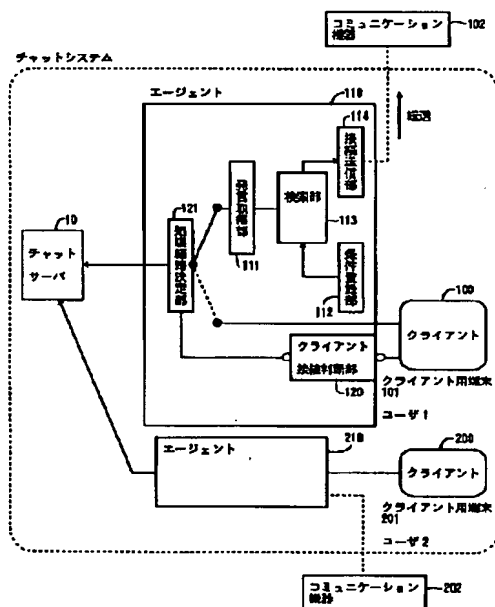 コミュニケーション
機器
102
チャットシステム
エージェント
110
114
転送
121
113
検索部
10
チャット
サーバ
111
112
100
クライアント
クライアント
接続判断部
120
クライアント用端末
101
ユーザ1
エージェント
210
200
クライアント
クライアント用端末
201
ユーザ2
コミュニケーション
機器
202